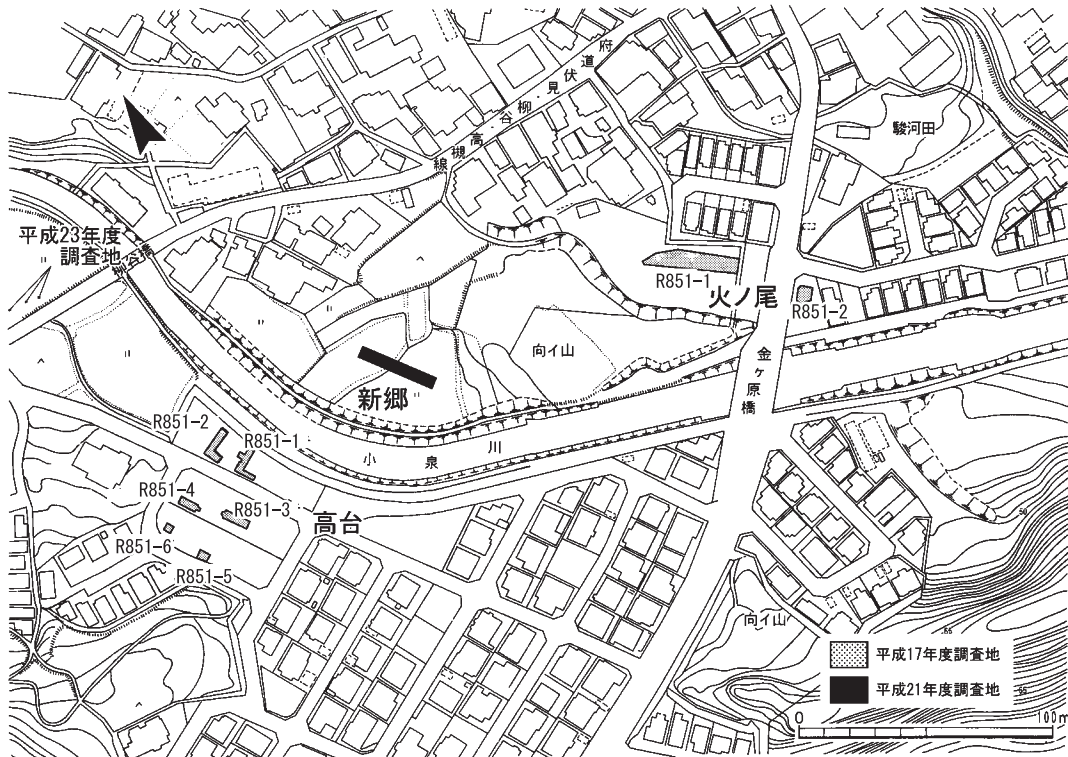 府道伏見・柳谷高槻線
駿河田
平成23年度
調査地
R851-1
火ノ尾
R851-2
向イ山
金ヶ原橋
新郷
R851-2
R851-1
小泉川
R851-4
R851-3
高台
R851-6
R851-5
向イ山
平成17年度調査地
平成21年度調査地
0
100m